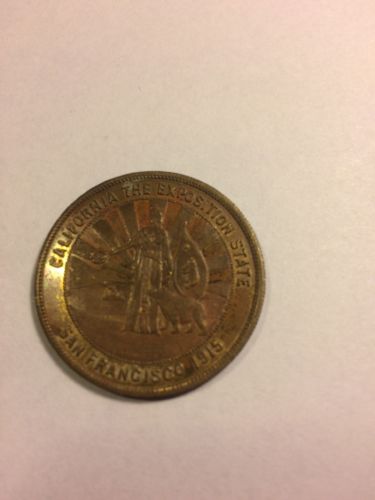 CALIFORNIA THE EXPOSITION STATE
SAN FRANCISCO 1915